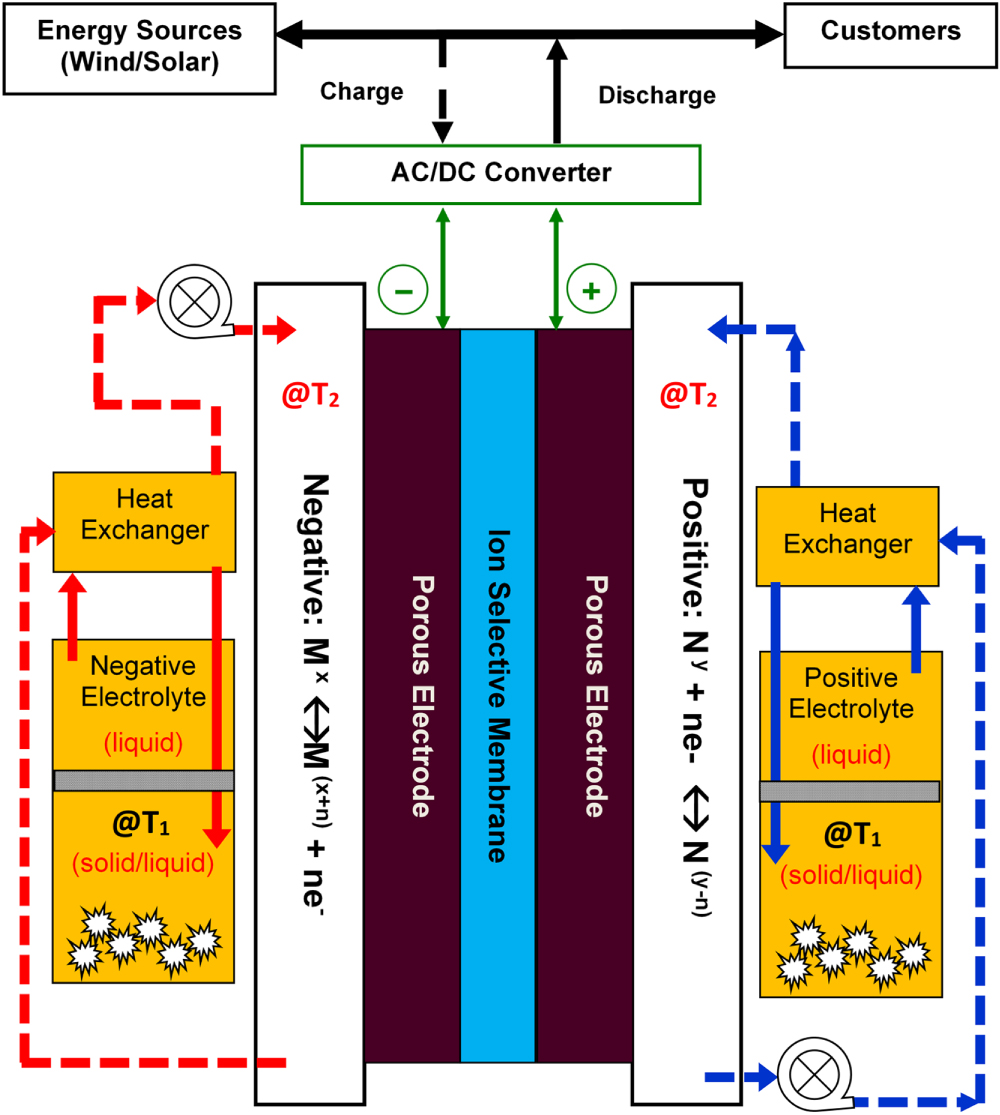 Energy Sources
(Wind/Solar)
Customers
Charge
Discharge
AC/DC Converter
−
+
@T₂
@T₂
Heat
Exchanger
Negative: Mˣ ↔ M⁽ˣ⁺ⁿ⁾ + ne⁻
Porous Electrode
Ion Selective Membrane
Porous Electrode
Positive: Nʸ + ne- ↔ N⁽ʸ⁻ⁿ⁾
Heat
Exchanger
Negative
Electrolyte
(liquid)
@T₁
(solid/liquid)
Positive
Electrolyte
(liquid)
@T₁
(solid/liquid)